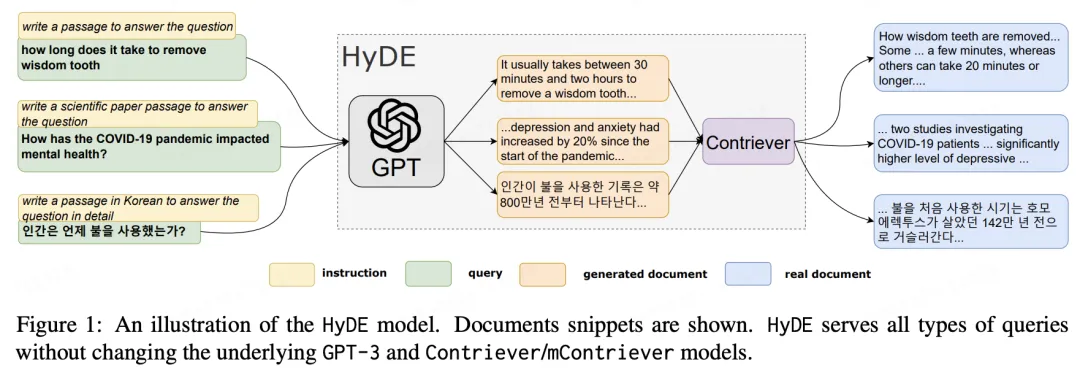 write a passage to answer the question
how long does it take to remove
wisdom tooth
write a scientific paper passage to answer
the question
How has the COVID-19 pandemic impacted
mental health?
write a passage in Korean to answer the
question in detail
인간은 언제 불을 사용했는가?
HyDE
GPT
It usually takes between 30
minutes and two hours to
remove a wisdom tooth...
...depression and anxiety had
increased by 20% since the
start of the pandemic...
인간이 불을 사용한 기록은 약
800만년 전부터 나타난다...
Contriever
How wisdom teeth are removed...
Some ... a few minutes, whereas
others can take 20 minutes or
longer....
... two studies investigating
COVID-19 patients ... significantly
higher level of depressive ...
... 불을 처음 사용한 시기는 호모
에렉투스가 살았던 142만 년 전으
로 거슬러간다...
instruction
query
generated document
real document
Figure 1: An illustration of the HyDE model. Documents snippets are shown. HyDE serves all types of queries
without changing the underlying GPT-3 and Contriever/mContriever models.